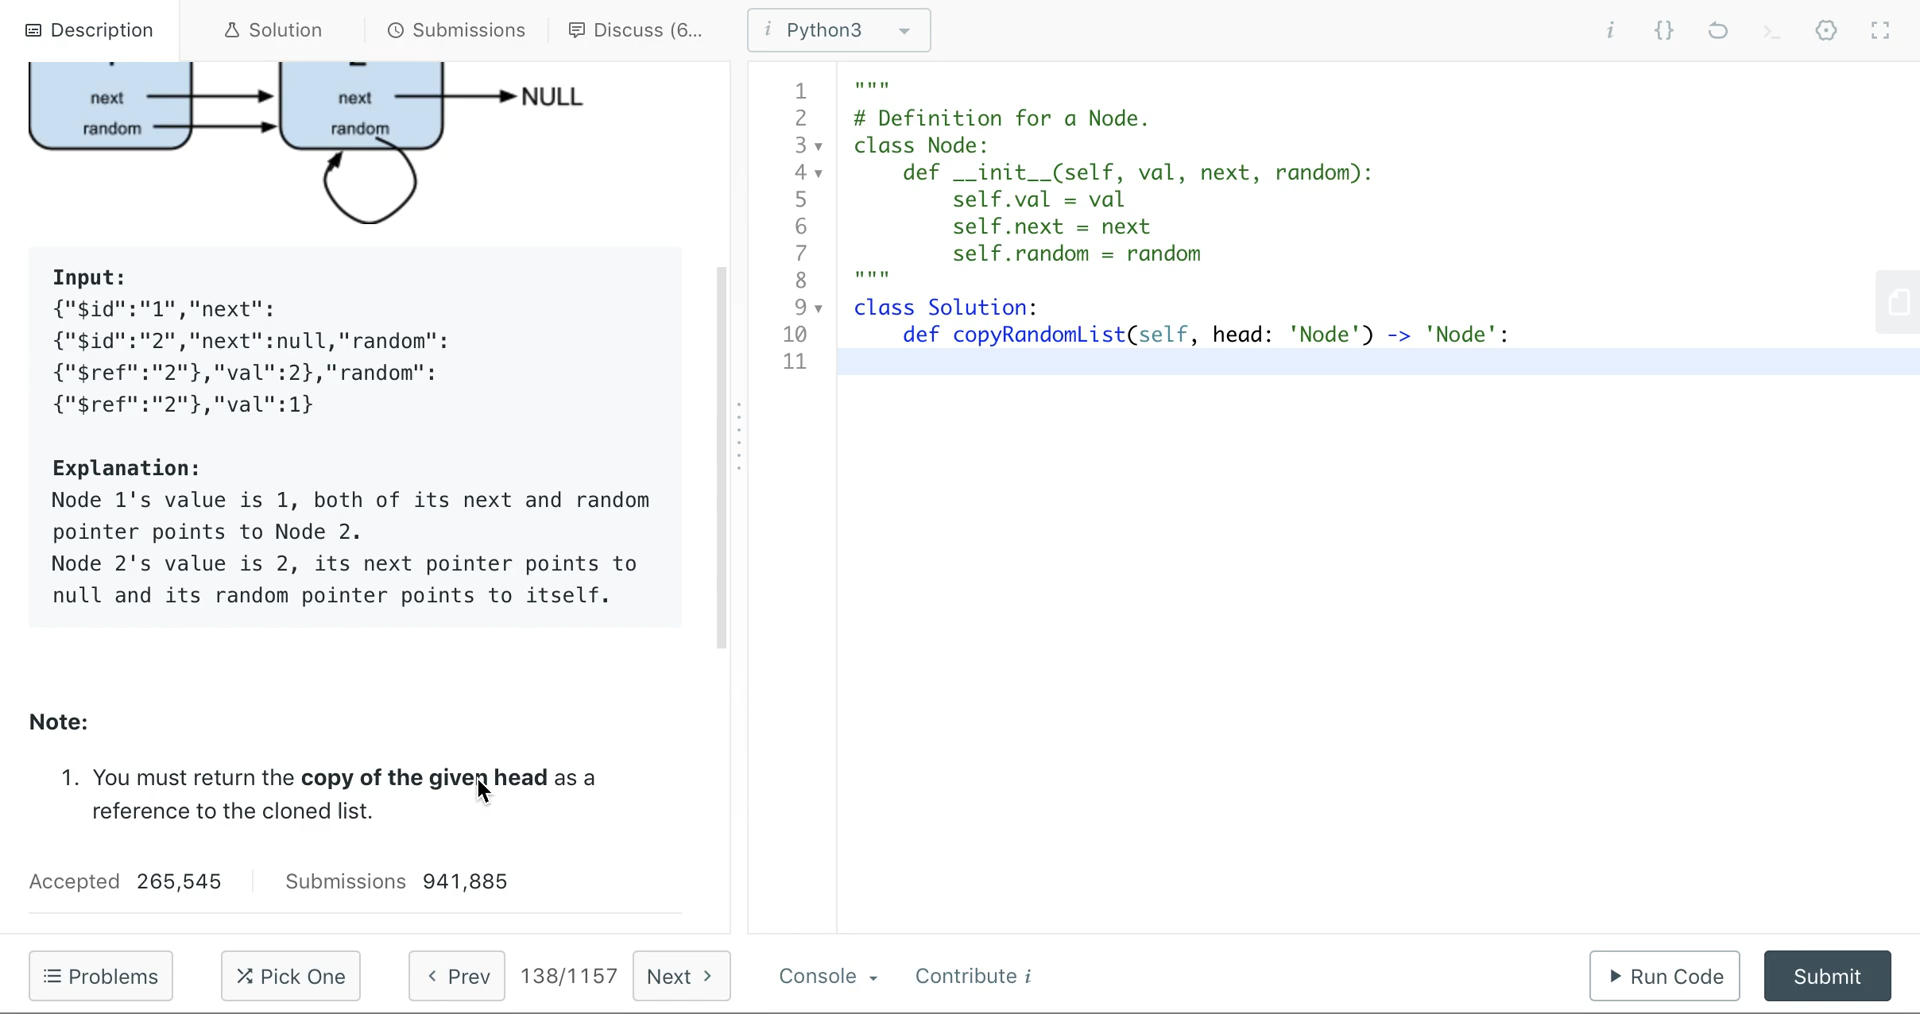 Description
Solution
Submissions
Discuss (6...
i Python3
i {}
next
next
NULL
random
random
Input:
{"$id":"1","next":
{"$id":"2","next":null,"random":
{"$ref":"2"},"val":2},"random":
{"$ref":"2"},"val":1}
Explanation:
Node 1's value is 1, both of its next and random
pointer points to Node 2.
Node 2's value is 2, its next pointer points to
null and its random pointer points to itself.
Note:
1. You must return the copy of the given head as a
reference to the cloned list.
Accepted 265,545
Submissions 941,885
1 """
2 # Definition for a Node.
3 class Node:
4 def __init__(self, val, next, random):
5 self.val = val
6 self.next = next
7 self.random = random
8 """
9 class Solution:
10 def copyRandomList(self, head: 'Node') -> 'Node':
11
Problems
Pick One
< Prev
138/1157
Next >
Console
Contribute i
Run Code
Submit